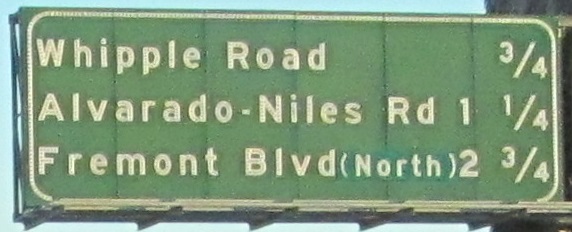 Whipple Road 3/4
Alvarado-Niles Rd 1 1/4
Fremont Blvd(North)2 3/4